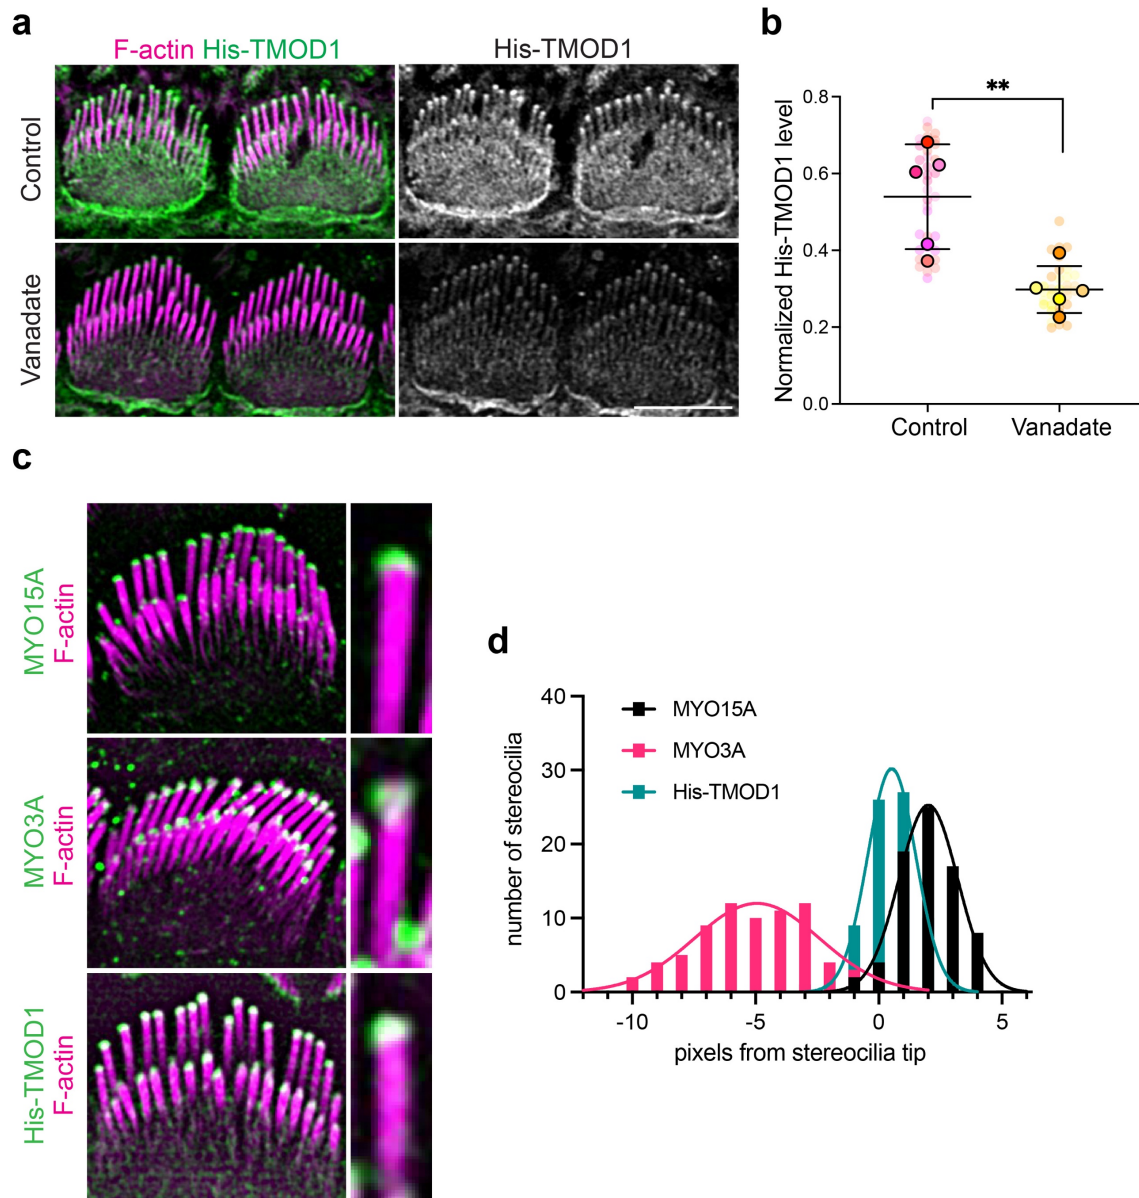 a
F-actin His-TMOD1
His-TMOD1
Control
Vanadate
b
**
Normalized His-TMOD1 level
0.8
0.6
0.4
0.2
0.0
Control
Vanadate
c
MYO15A
F-actin
MYO3A
F-actin
His-TMOD1
F-actin
d
number of stereocilia
40
30
20
10
0
MYO15A
MYO3A
His-TMOD1
-10
-5
0
5
pixels from stereocilia tip